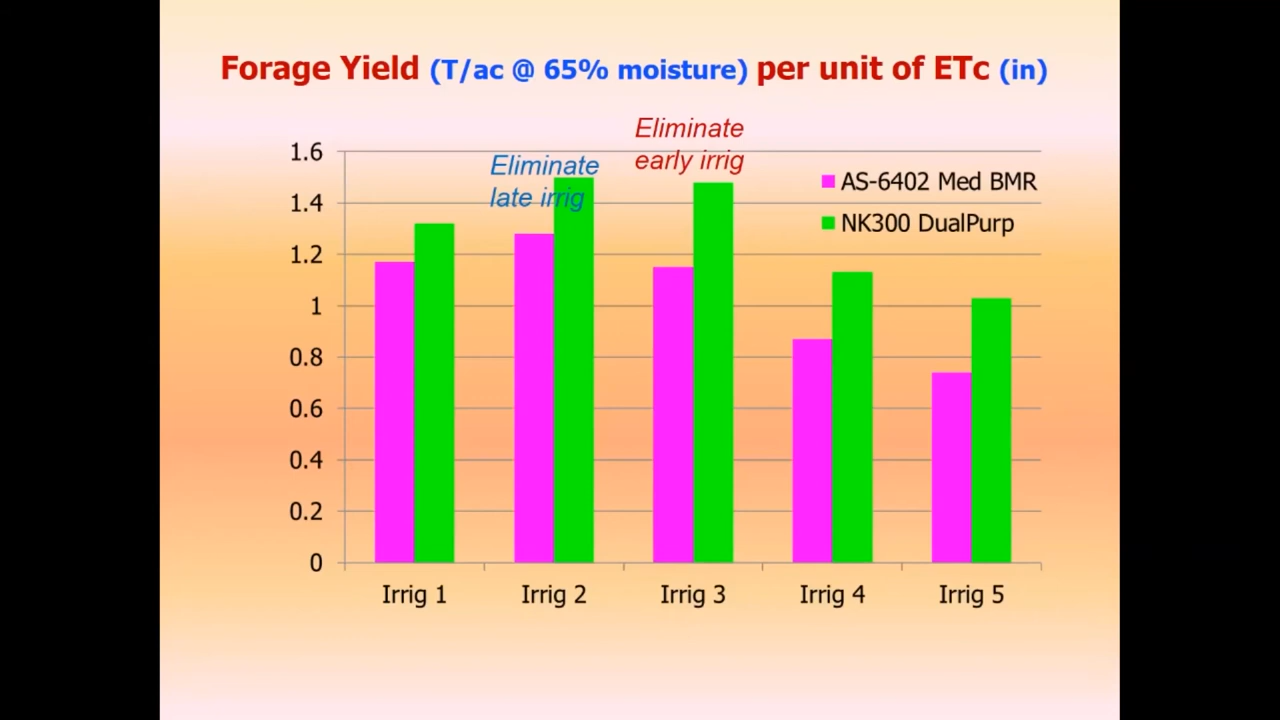 Forage Yield (T/ac @ 65% moisture) per unit of ETc (in)
Eliminate
early irrig
Eliminate
late irrig
AS-6402 Med BMR
NK300 DualPurp
1.6
1.4
1.2
1
0.8
0.6
0.4
0.2
0
Irrig 1 Irrig 2 Irrig 3 Irrig 4 Irrig 5